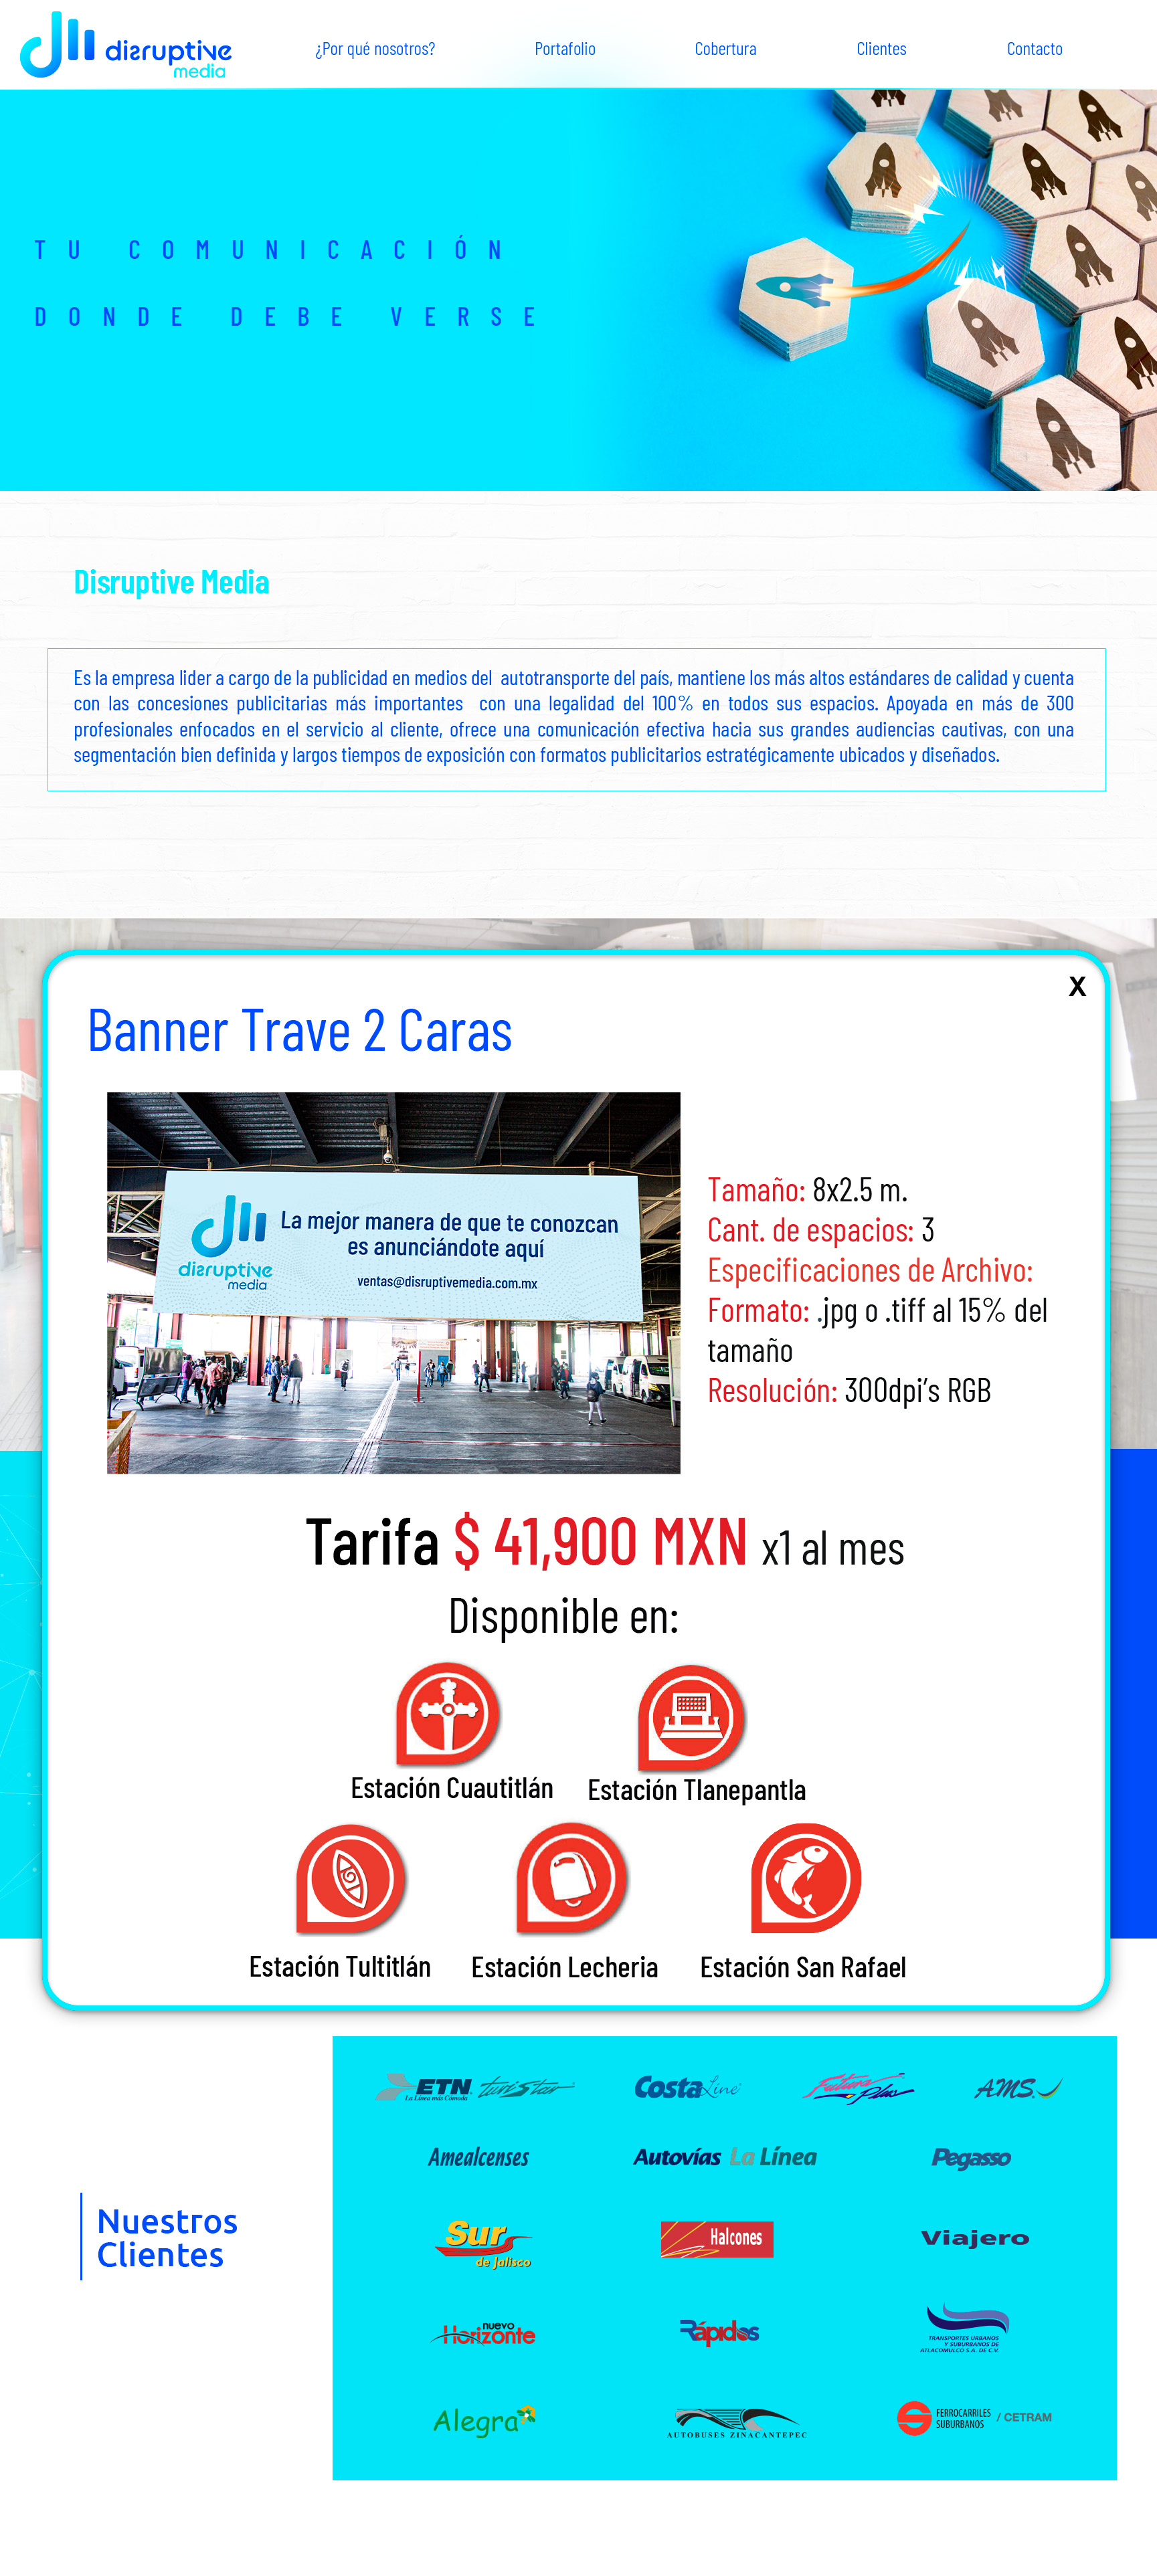 disruptive
media
¿Por qué nosotros?
Portafolio
Cobertura
Clientes
Contacto
TU COMUNICACIÓN
DONDE DEBE VERSE
Disruptive Media
Es la empresa lider a cargo de la publicidad en medios del autotransporte del país, mantiene los más altos estándares de calidad y cuenta
con las concesiones publicitarias más importantes con una legalidad del 100% en todos sus espacios. Apoyada en más de 300
profesionales enfocados en el servicio al cliente, ofrece una comunicación efectiva hacia sus grandes audiencias cautivas, con una
segmentación bien definida y largos tiempos de exposición con formatos publicitarios estratégicamente ubicados y diseñados.
X
Banner Trave 2 Caras
La mejor manera de que te conozcan
es anunciándote aquí
disruptive
media
ventas@disruptivemedia.com.mx
Tamaño: 8x2.5 m.
Cant. de espacios: 3
Especificaciones de Archivo:
Formato: .jpg o .tiff al 15% del
tamaño
Resolución: 300dpi's RGB
Tarifa $ 41,900 MXN x1 al mes
Disponible en:
Estación Cuautitlán
Estación Tlanepantla
Estación Tultitlán
Estación Lecheria
Estación San Rafael
Nuestros
Clientes
ETN turistar
La Línea más Cómoda
Costa Line
Futura Plus
AMS
Amealcenses
Autovías La Línea
Pegasso
Sur
de Jalisco
Halcones
Viajero
nuevo
Horizonte
Rápidos
TRANSPORTES URBANOS
Y SUBURBANOS DE
ATLACOMULCO S.A. DE C.V.
Alegra
AUTOBUSES ZINACANTEPEC
FERROCARRILES
SUBURBANOS / CETRAM